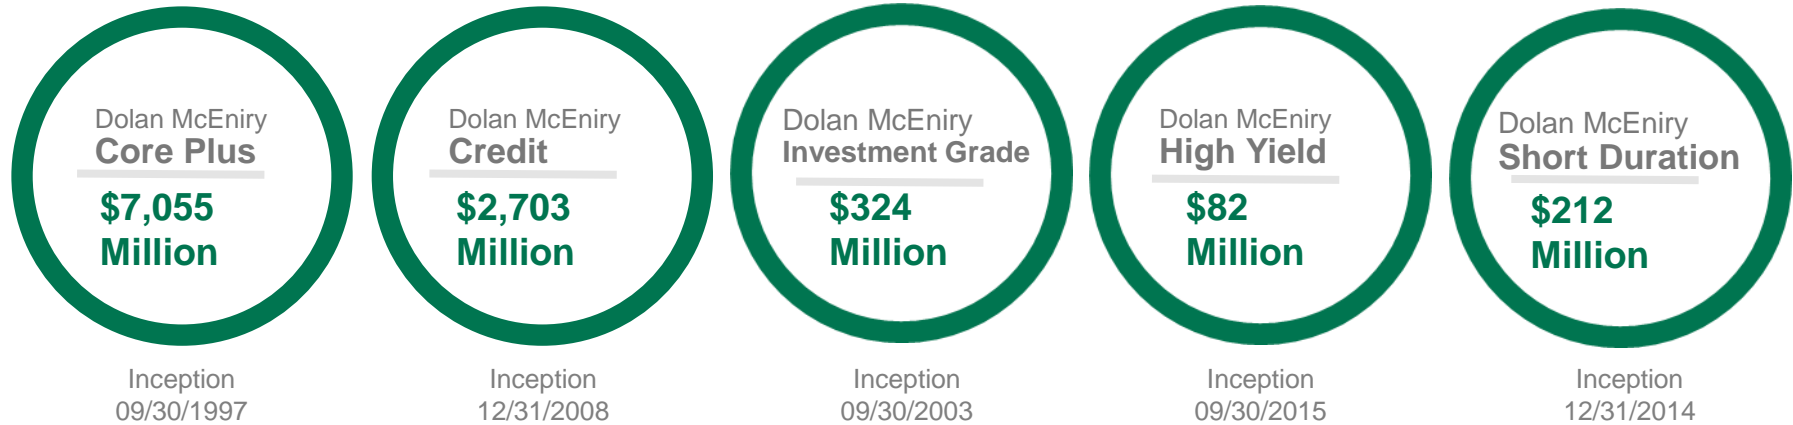 Dolan McEniry
Core Plus
$7,055
Million
Inception
09/30/1997
Dolan McEniry
Credit
$2,703
Million
Inception
12/31/2008
Dolan McEniry
Investment Grade
$324
Million
Inception
09/30/2003
Dolan McEniry
High Yield
$82
Million
Inception
09/30/2015
Dolan McEniry
Short Duration
$212
Million
Inception
12/31/2014